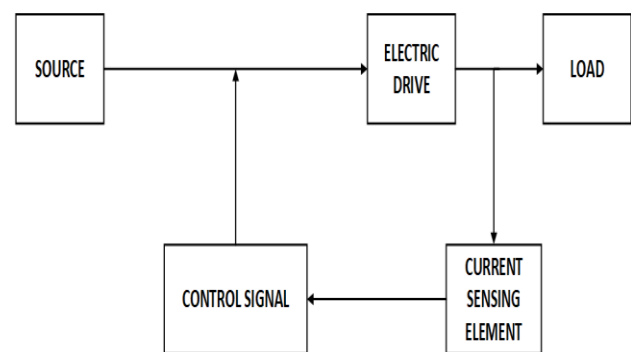 SOURCE
ELECTRIC
DRIVE
LOAD
CONTROL SIGNAL
CURRENT
SENSING
ELEMENT